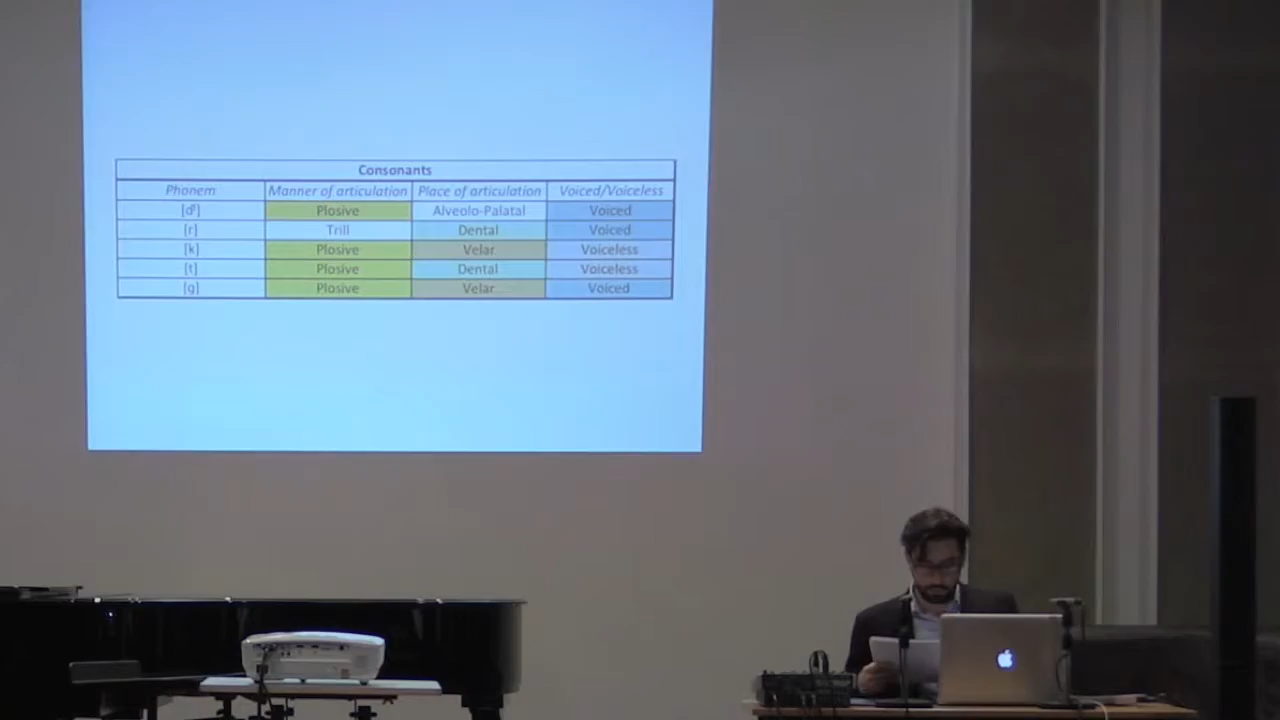 Consonants
Phonem Manner of articulation Place of articulation Voiced/Voiceless
Plosive Alveolo-Palatal Voiced
[r] Trill Dental Voiced
[k] Plosive Velar Voiceless
[t] Plosive Dental Voiceless
[g] Plosive Velar Voiced